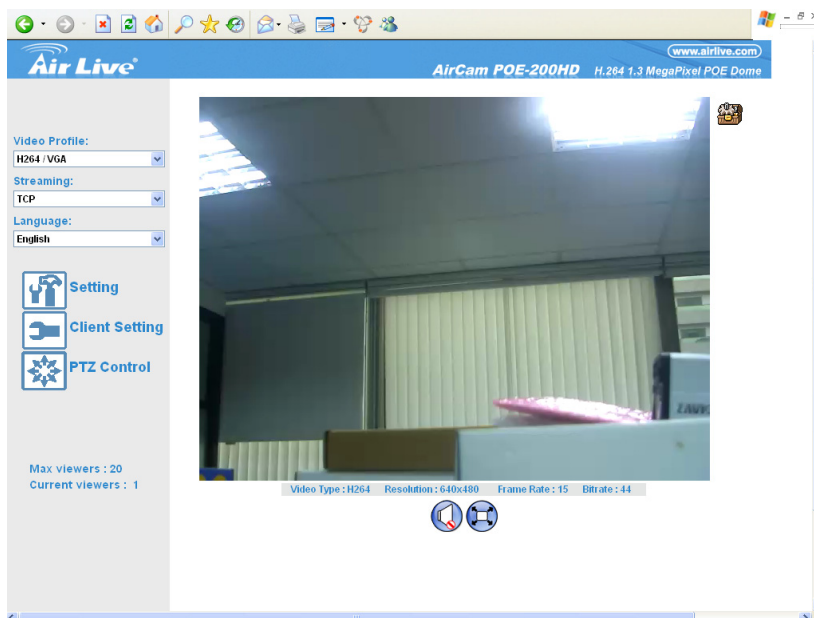 Air Live®
www.airlive.com
AirCam POE-200HD H.264 1.3 MegaPixel POE Dome
Video Profile:
H264 / VGA
Streaming:
TCP
Language:
English
Setting
Client Setting
PTZ Control
Max viewers : 20
Current viewers : 1
Video Type : H264 Resolution : 640x480 Frame Rate : 15 Bitrate : 44